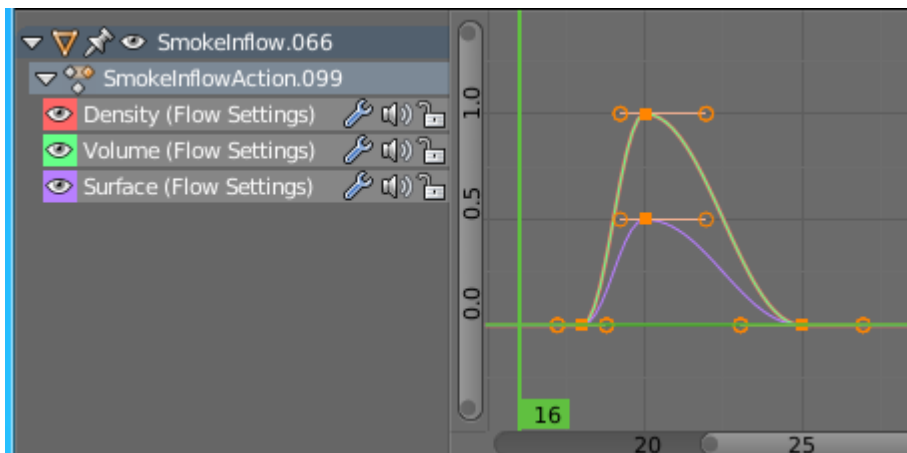 SmokeInflow.066
SmokeInflowAction.099
Density (Flow Settings)
Volume (Flow Settings)
Surface (Flow Settings)
1.0
0.5
0.0
16
20
25